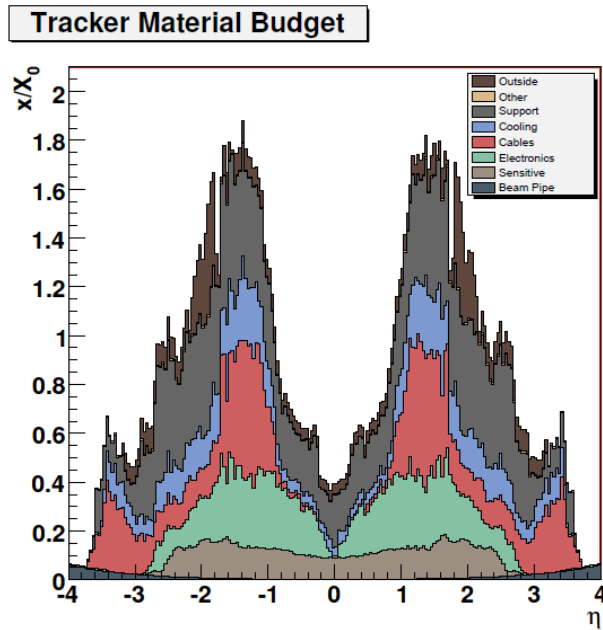 Tracker Material Budget
x/X0
2
1.8
1.6
1.4
1.2
1
0.8
0.6
0.4
0.2
0
Outside
Other
Support
Cooling
Cables
Electronics
Sensitive
Beam Pipe
-4 -3 -2 -1 0 1 2 3 4
η